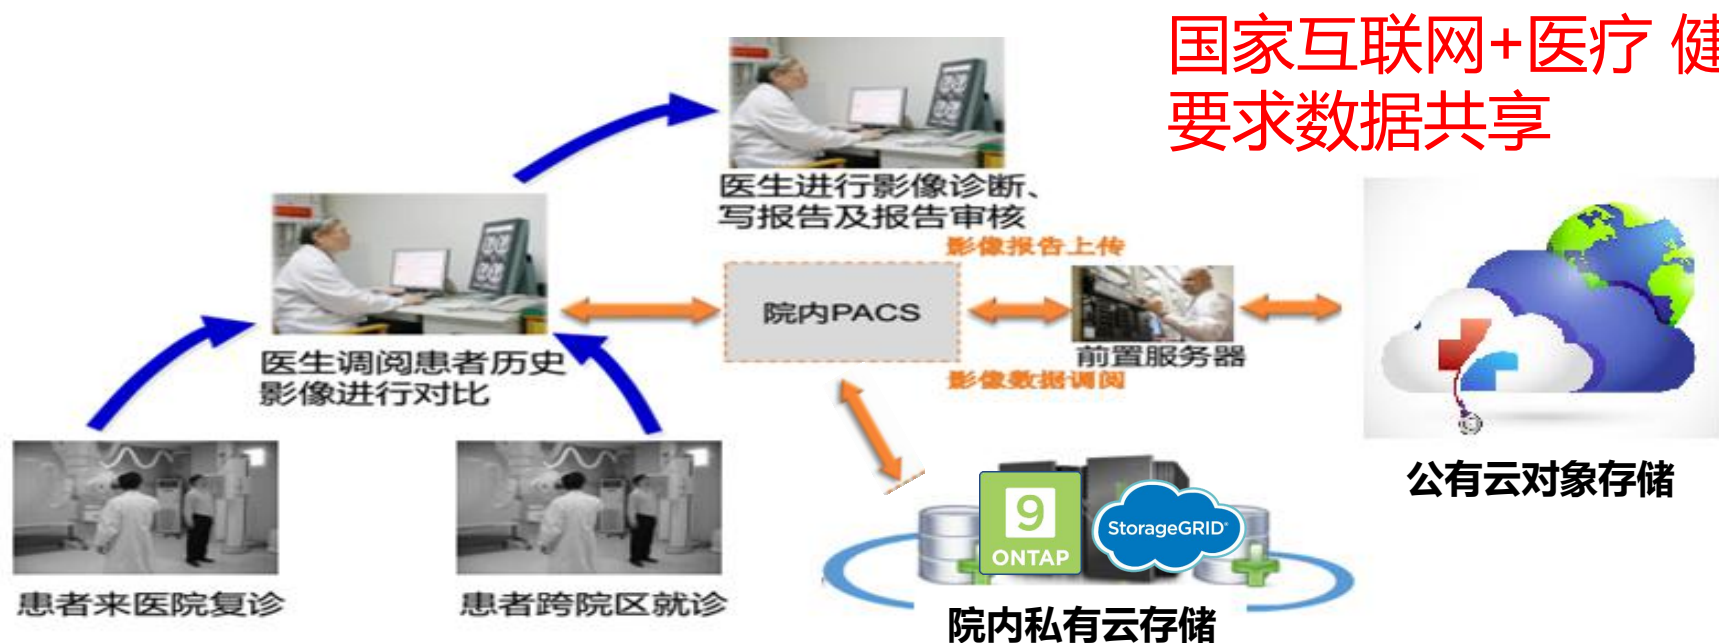 国家互联网+医疗 健
要求数据共享
医生进行影像诊断、
写报告及报告审核
影像报告上传
院内PACS
前置服务器
影像数据调阅
医生调阅患者历史
影像进行对比
公有云对象存储
9
ONTAP
StorageGRID
患者来医院复诊
患者跨院区就诊
院内私有云存储